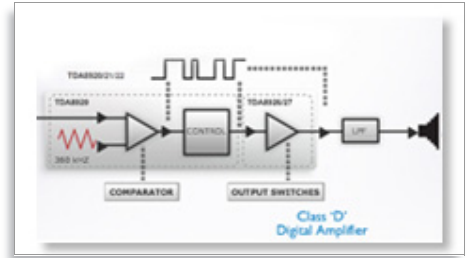 TDA8920/21/22
TDA8920
TDA8926/27
CONTROL
LPF
360 kHZ
COMPARATOR
OUTPUT SWITCHES
Class 'D'
Digital Amplifier